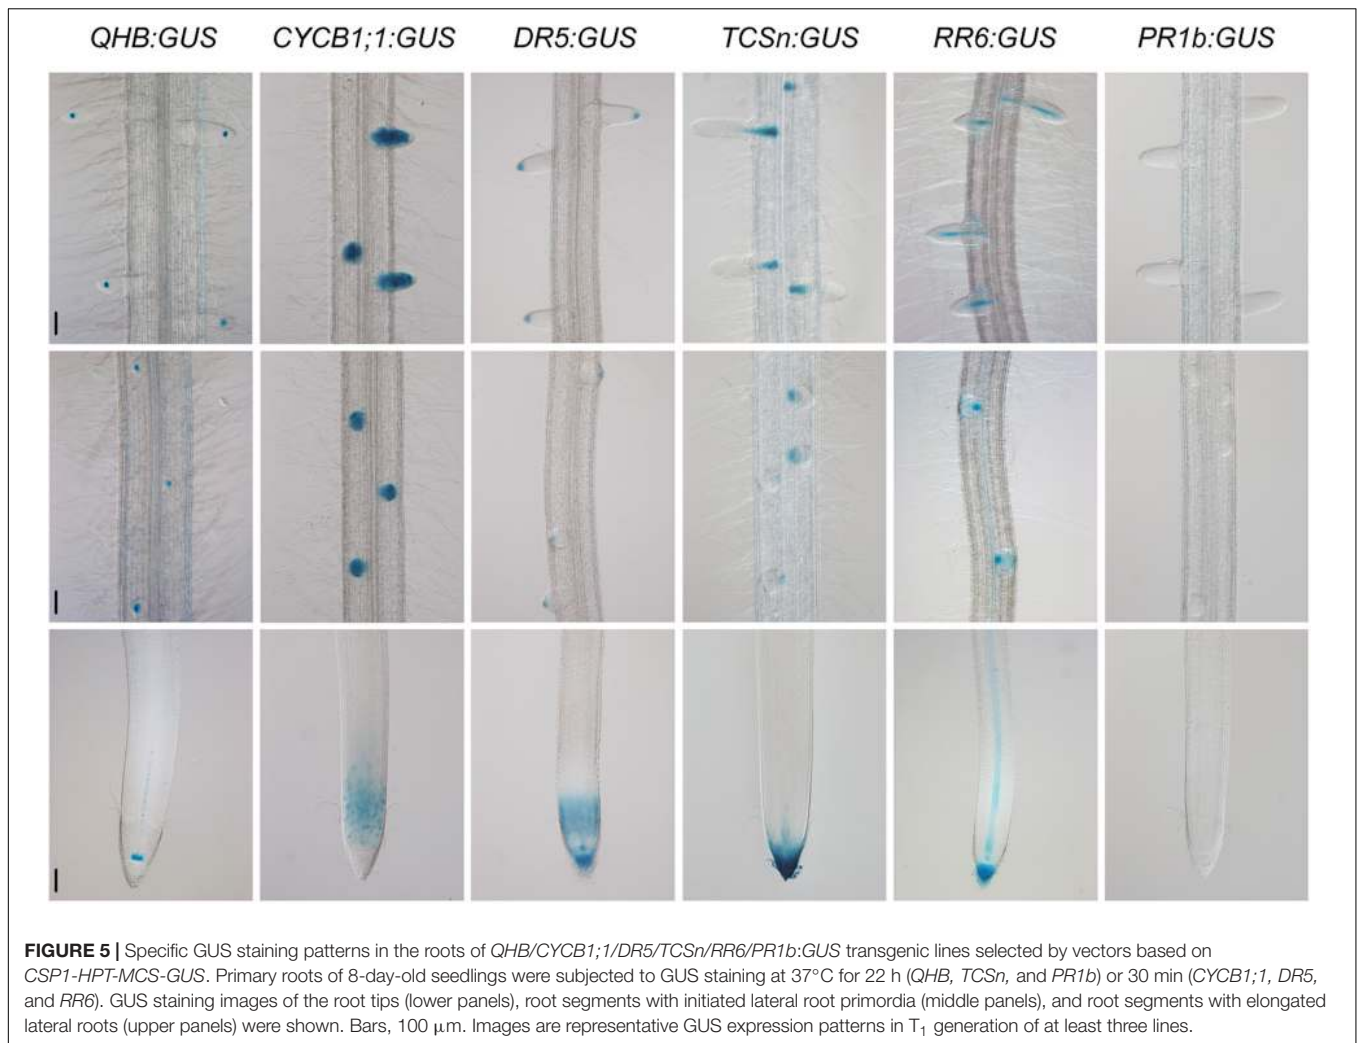 QHB:GUS CYCB1;1:GUS DR5:GUS TCSn:GUS RR6:GUS PR1b:GUS
FIGURE 5 | Specific GUS staining patterns in the roots of QHB/CYCB1;1/DR5/TCSn/RR6/PR1b:GUS transgenic lines selected by vectors based on
CSP1-HPT-MCS-GUS. Primary roots of 8-day-old seedlings were subjected to GUS staining at 37°C for 22 h (QHB, TCSn, and PR1b) or 30 min (CYCB1;1, DR5,
and RR6). GUS staining images of the root tips (lower panels), root segments with initiated lateral root primordia (middle panels), and root segments with elongated
lateral roots (upper panels) were shown. Bars, 100 μm. Images are representative GUS expression patterns in T1 generation of at least three lines.